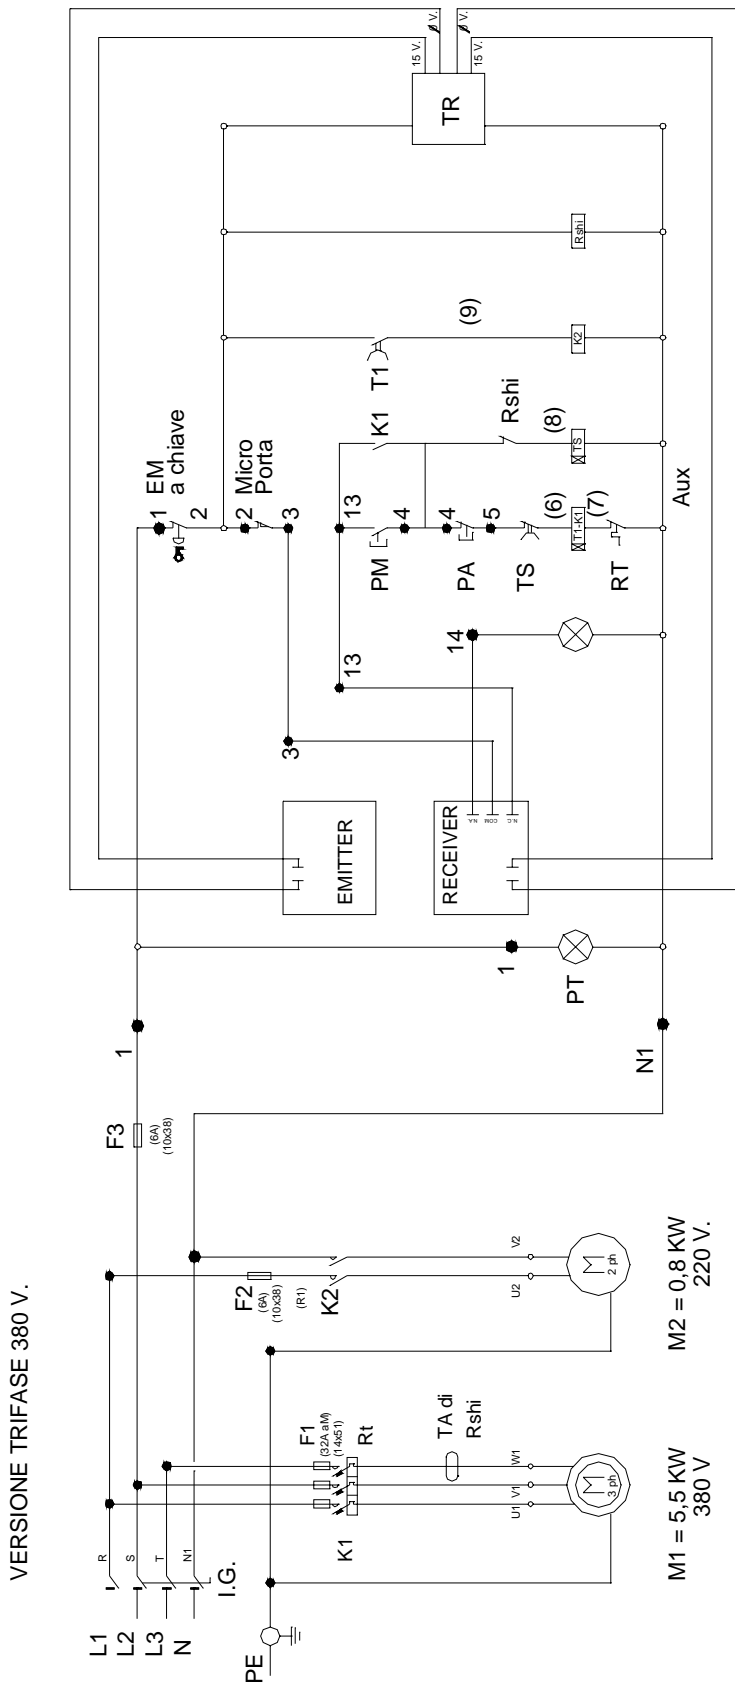 VERSIONE TRIFASE 380 V.
L1
L2
L3
N
R
S
T
N1
I.G.
PE
F1
(32A aM)
(14x51)
Rt
K1
TA di
Rshi
U1
V1
W1
M
3 ph
M1 = 5,5 KW
380 V
F2
(6A)
(10x38)
(R1)
K2
U2
V2
M
2 ph
M2 = 0,8 KW
220 V.
F3
(6A)
(10x38)
1
N1
1
PT
EMITTER
RECEIVER
N.A.
COM
N.C.
3
13
14
1
EM
a chiave
2
2
Micro
Porta
3
13
PM
4
4
PA
5
TS
(6)
T1-K1
(7)
RT
K1
Rshi
(8)
TS
Aux
T1
(9)
K2
Rshi
TR
15 V.
Ø V.
Ø V.
15 V.